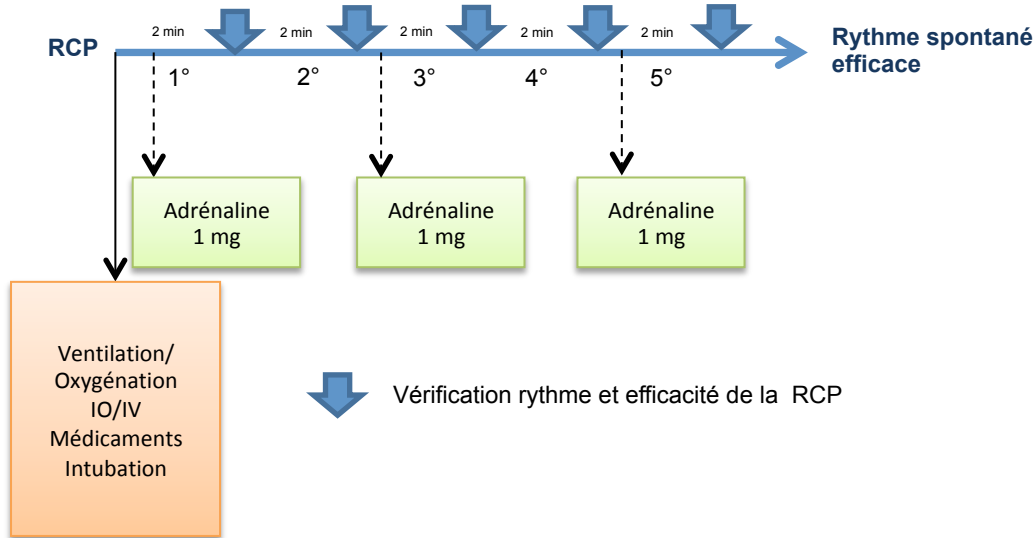 2 min
2 min
2 min
2 min
2 min
RCP
Rythme spontané
efficace
1°
2°
3°
4°
5°
Adrénaline
1 mg
Adrénaline
1 mg
Adrénaline
1 mg
Ventilation/
Oxygénation
IO/IV
Médicaments
Intubation
Vérification rythme et efficacité de la RCP